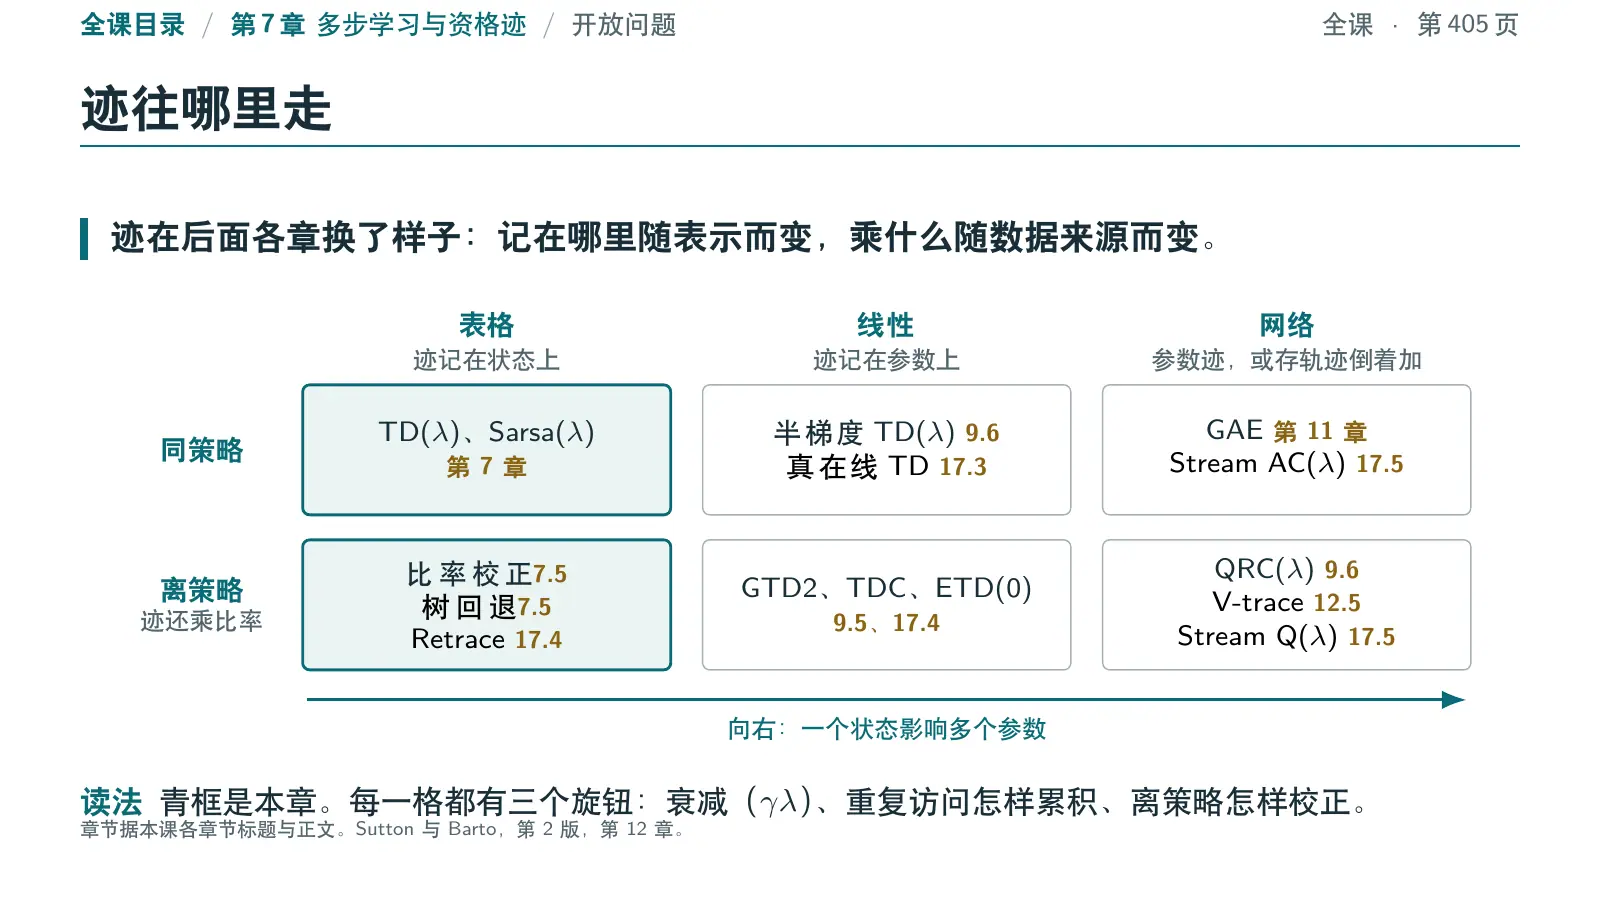 全课目录 / 第 7 章 多步学习与资格迹 / 开放问题
全课 · 第 405 页
迹往哪里走
迹在后面各章换了样子：记在哪里随表示而变，乘什么随数据来源而变。
表格
迹记在状态上
线性
迹记在参数上
网络
参数迹，或存轨迹倒着加
同策略
TD(λ)、Sarsa(λ)
第 7 章
半梯度 TD(λ) 9.6
真在线 TD 17.3
GAE 第 11 章
Stream AC(λ) 17.5
离策略
迹还乘比率
比率校正7.5
树回退7.5
Retrace 17.4
GTD2、TDC、ETD(0)
9.5、17.4
QRC(λ) 9.6
V-trace 12.5
Stream Q(λ) 17.5
向右：一个状态影响多个参数
读法 青框是本章。每一格都有三个旋钮：衰减（γλ）、重复访问怎样累积、离策略怎样校正。
章节据本课各章节标题与正文。Sutton 与 Barto，第 2 版，第 12 章。